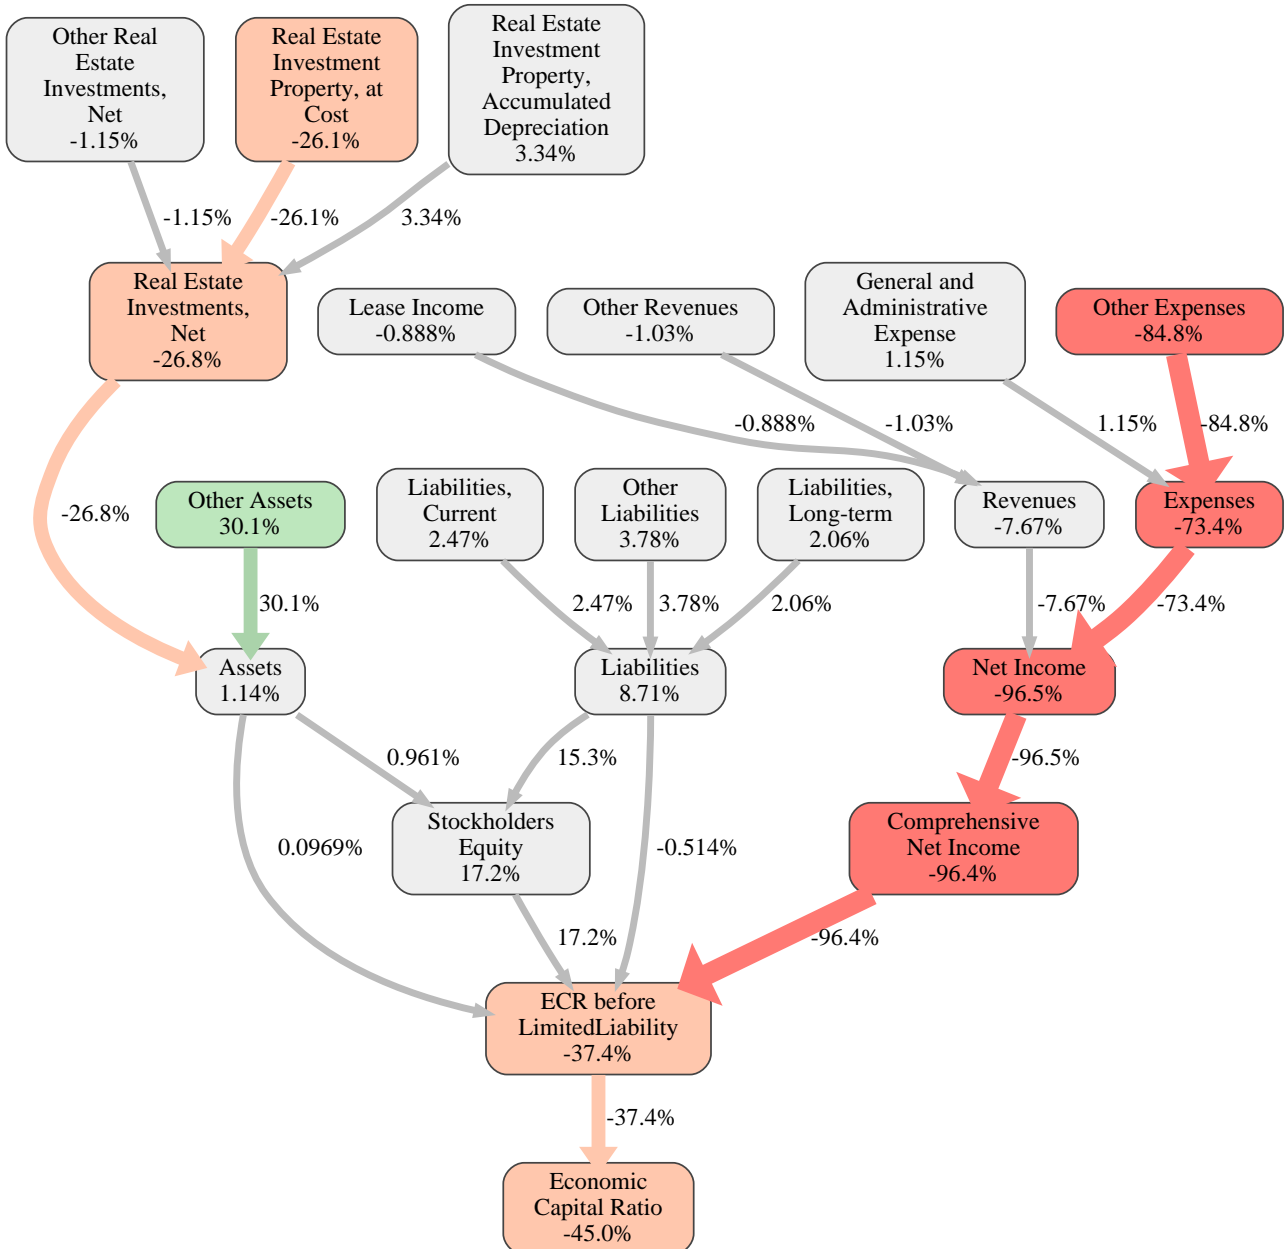 Other Real
Estate
Investments,
Net
-1.15%
Real Estate
Investment
Property, at
Cost
-26.1%
Real Estate
Investment
Property,
Accumulated
Depreciation
3.34%
-1.15%
-26.1%
3.34%
Real Estate
Investments,
Net
-26.8%
Lease Income
-0.888%
Other Revenues
-1.03%
General and
Administrative
Expense
1.15%
Other Expenses
-84.8%
-0.888%
-1.03%
1.15%
-84.8%
-26.8%
Other Assets
30.1%
Liabilities,
Current
2.47%
Other
Liabilities
3.78%
Liabilities,
Long-term
2.06%
Revenues
-7.67%
Expenses
-73.4%
30.1%
2.47%
3.78%
2.06%
-7.67%
-73.4%
Assets
1.14%
Liabilities
8.71%
Net Income
-96.5%
0.961%
15.3%
-96.5%
0.0969%
Stockholders
Equity
17.2%
-0.514%
Comprehensive
Net Income
-96.4%
17.2%
-96.4%
ECR before
LimitedLiability
-37.4%
-37.4%
Economic
Capital Ratio
-45.0%